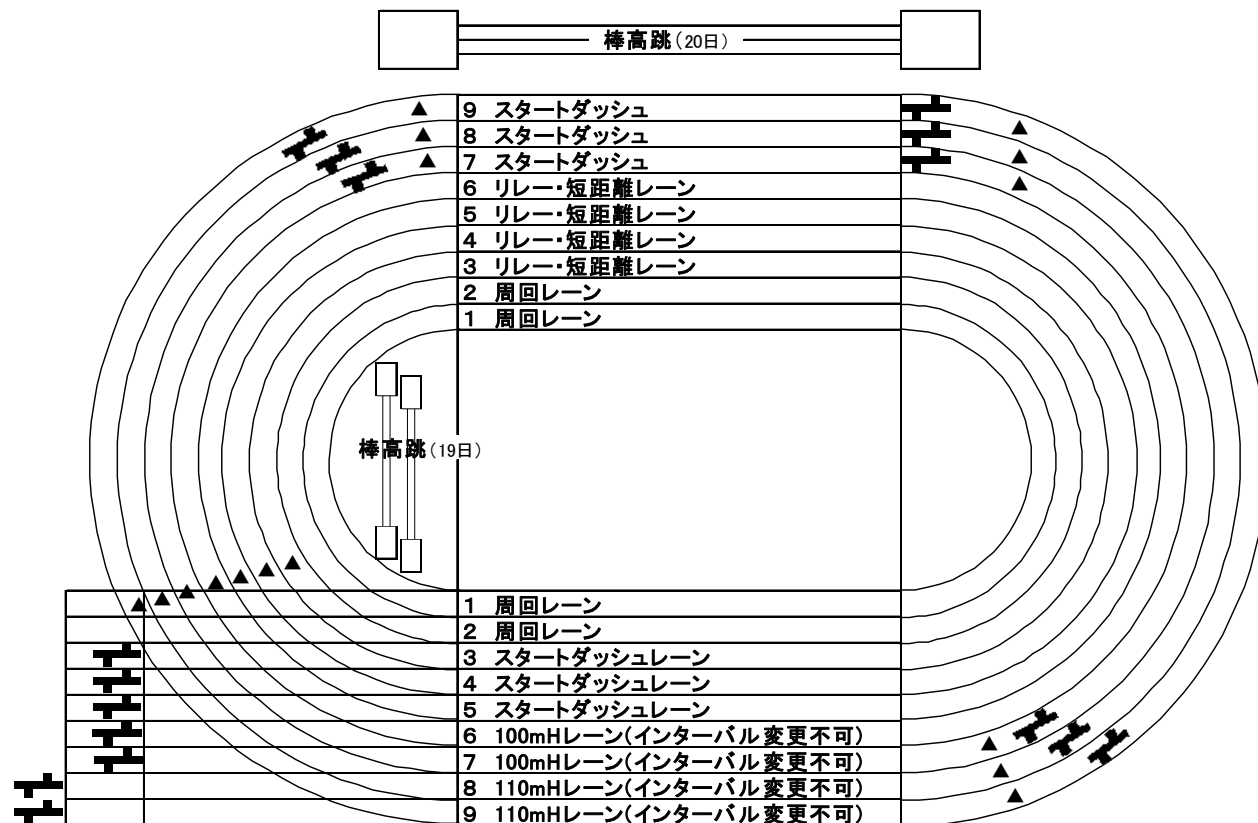 棒高跳(20日)
9 スタートダッシュ
8 スタートダッシュ
7 スタートダッシュ
6 リレー・短距離レーン
5 リレー・短距離レーン
4 リレー・短距離レーン
3 リレー・短距離レーン
2 周回レーン
1 周回レーン
棒高跳(19日)
1 周回レーン
2 周回レーン
3 スタートダッシュレーン
4 スタートダッシュレーン
5 スタートダッシュレーン
6 100mHレーン(インターバル変更不可)
7 100mHレーン(インターバル変更不可)
8 110mHレーン(インターバル変更不可)
9 110mHレーン(インターバル変更不可)